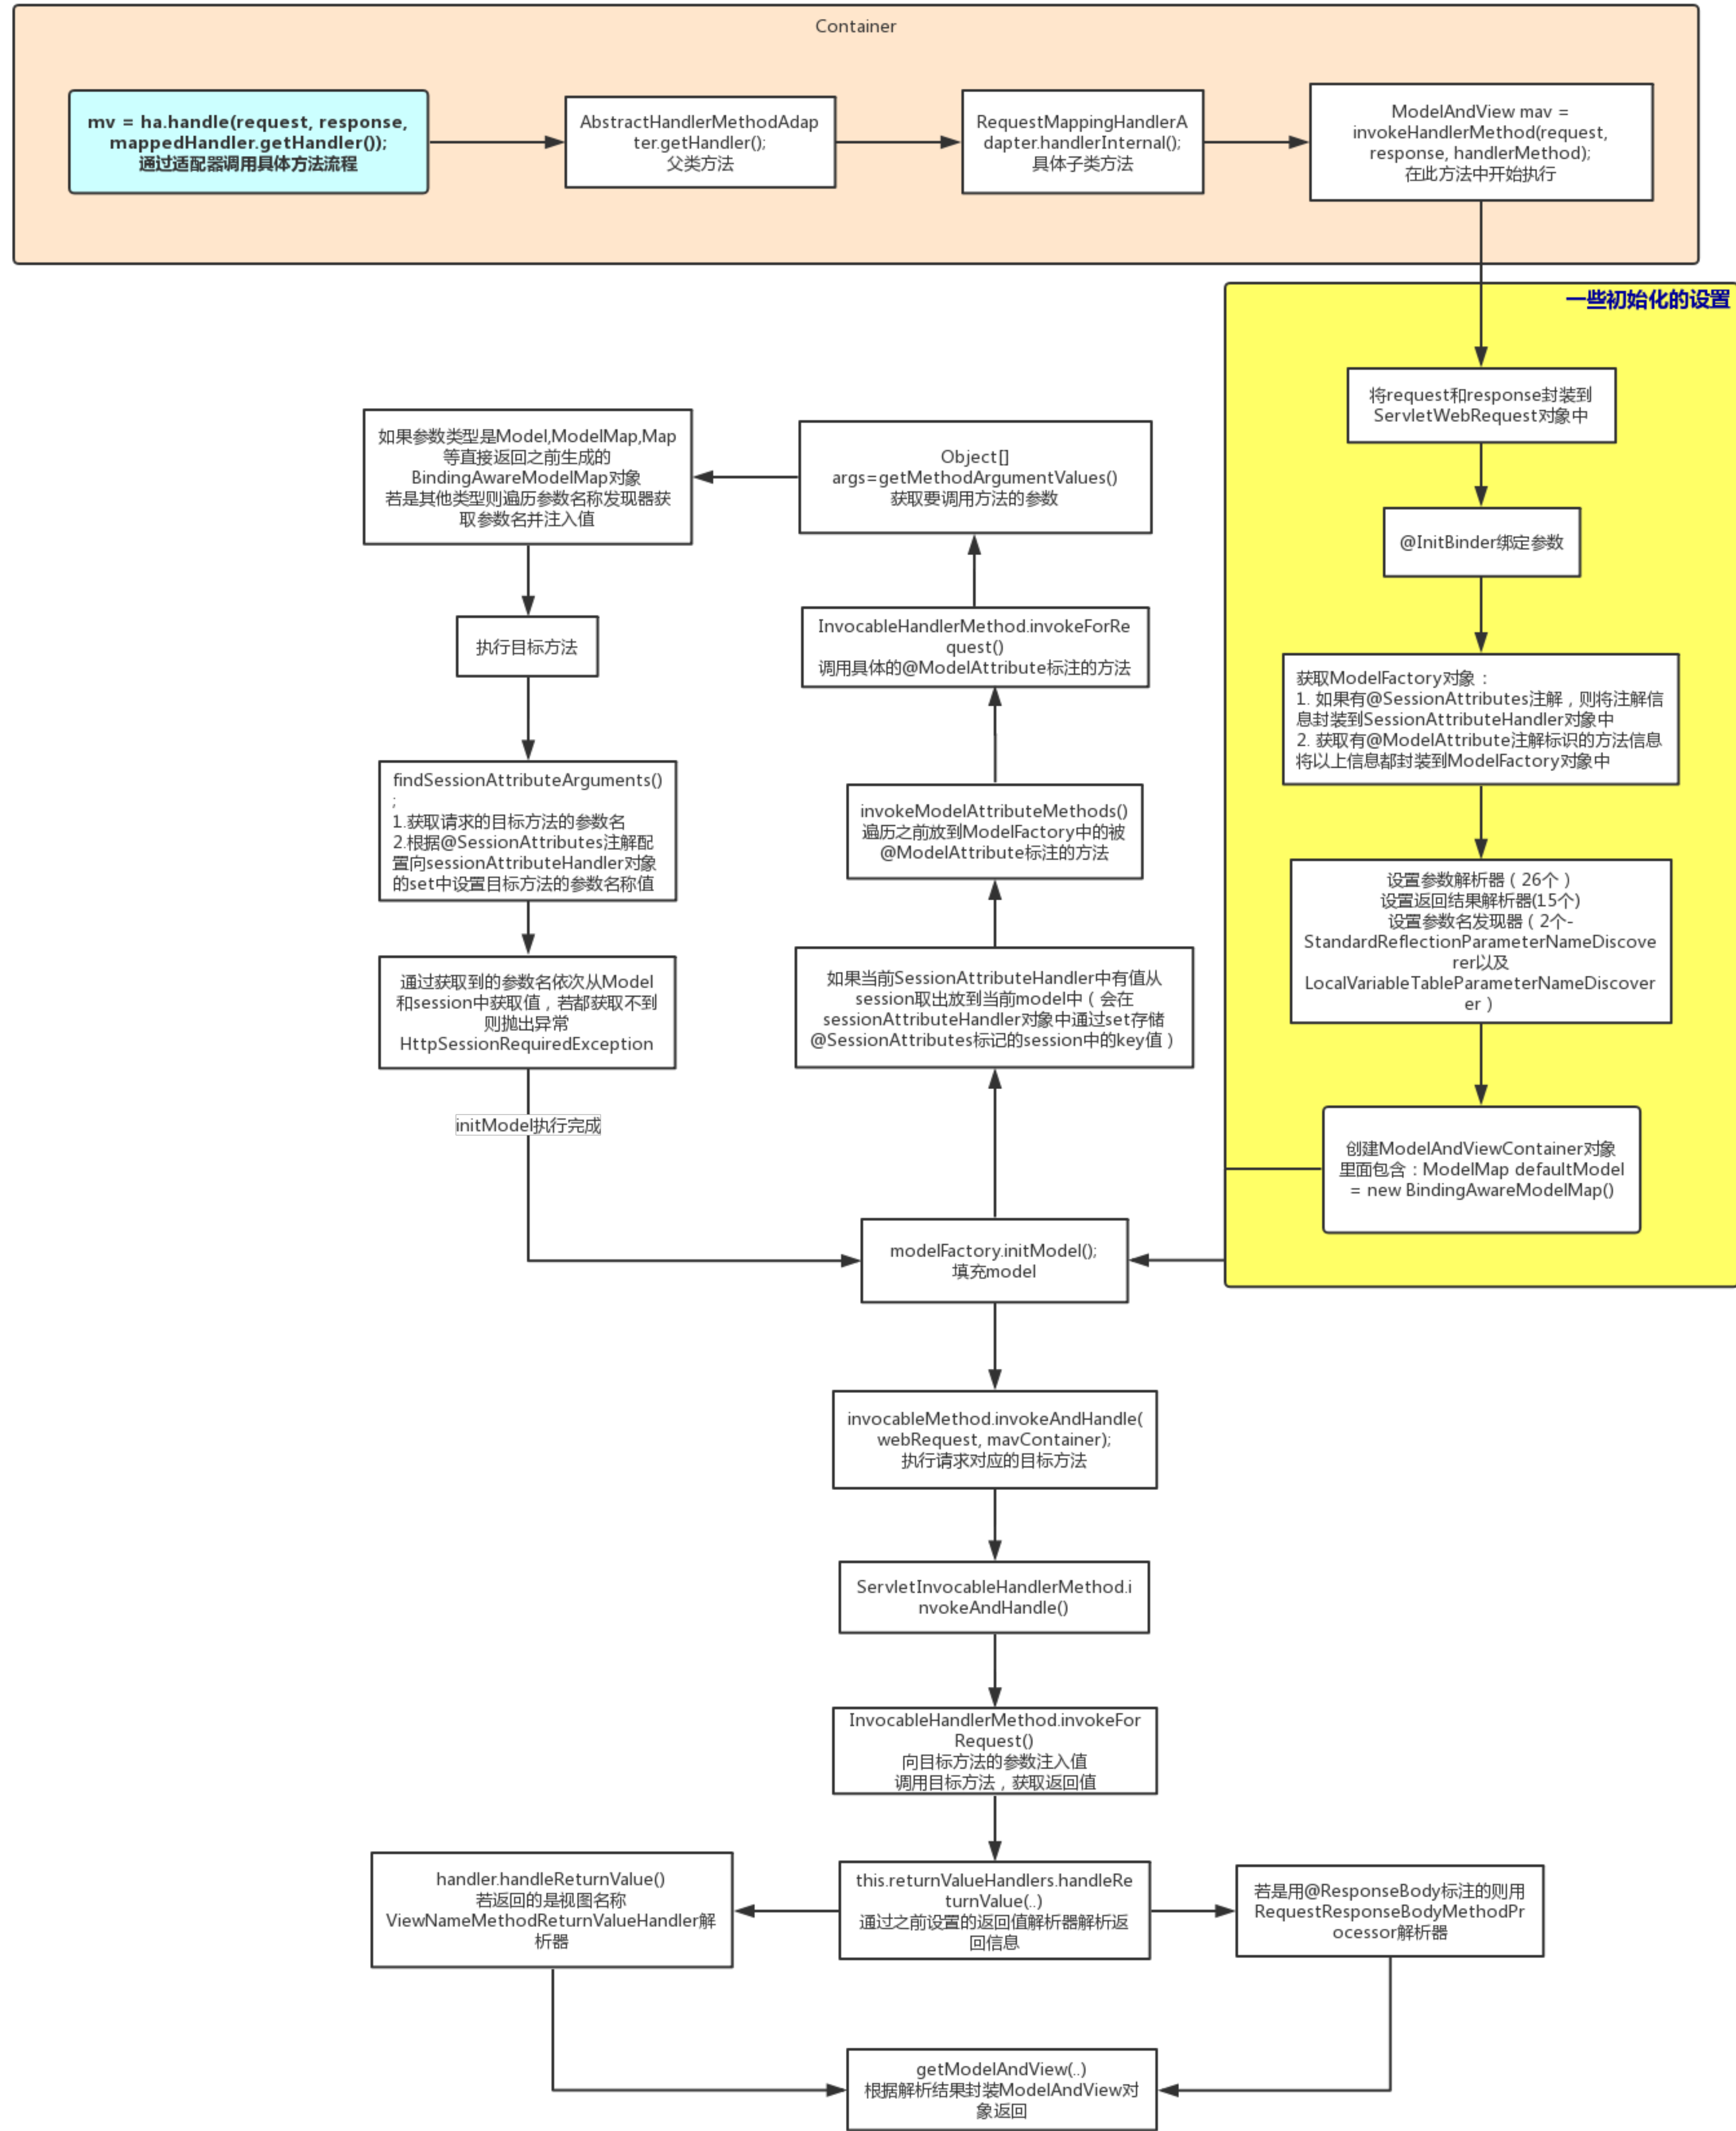 Container
mv = ha.handle(request, response,
mappedHandler.getHandler());
通过适配器调用具体方法流程
AbstractHandlerMethodAdap
ter.getHandler();
父类方法
RequestMappingHandlerA
dapter.handlerInternal();
具体子类方法
ModelAndView mav =
invokeHandlerMethod(request,
response, handlerMethod);
在此方法中开始执行
一些初始化的设置
将request和response封装到
ServletWebRequest对象中
@InitBinder绑定参数
获取ModelFactory对象：
1. 如果有@SessionAttributes注解，则将注解信
息封装到SessionAttributeHandler对象中
2. 获取有@ModelAttribute注解标识的方法信息
将以上信息都封装到ModelFactory对象中
设置参数解析器（26个）
设置返回结果解析器(15个)
设置参数名发现器（2个-
StandardReflectionParameterNameDiscove
rer以及
LocalVariableTableParameterNameDiscover
er）
创建ModelAndViewContainer对象
里面包含：ModelMap defaultModel
= new BindingAwareModelMap()
modelFactory.initModel();
填充model
如果当前SessionAttributeHandler中有值从
session取出放到当前model中（会在
sessionAttributeHandler对象中通过set存储
@SessionAttributes标记的session中的key值）
invokeModelAttributeMethods()
遍历之前放到ModelFactory中的被
@ModelAttribute标注的方法
InvocableHandlerMethod.invokeForRe
quest()
调用具体的@ModelAttribute标注的方法
Object[]
args=getMethodArgumentValues()
获取要调用方法的参数
如果参数类型是Model,ModelMap,Map
等直接返回之前生成的
BindingAwareModelMap对象
若是其他类型则遍历参数名称发现器获
取参数名并注入值
执行目标方法
findSessionAttributeArguments()
;
1.获取请求的目标方法的参数名
2.根据@SessionAttributes注解配
置向sessionAttributeHandler对象
的set中设置目标方法的参数名称值
通过获取到的参数名依次从Model
和session中获取值，若都获取不到
则抛出异常
HttpSessionRequiredException
initModel执行完成
invocableMethod.invokeAndHandle(
webRequest, mavContainer);
执行请求对应的目标方法
ServletInvocableHandlerMethod.i
nvokeAndHandle()
InvocableHandlerMethod.invokeFor
Request()
向目标方法的参数注入值
调用目标方法，获取返回值
this.returnValueHandlers.handleRe
turnValue(..)
通过之前设置的返回值解析器解析返
回信息
handler.handleReturnValue()
若返回的是视图名称
ViewNameMethodReturnValueHandler解
析器
若是用@ResponseBody标注的则用
RequestResponseBodyMethodPr
ocessor解析器
getModelAndView(..)
根据解析结果封装ModelAndView对
象返回